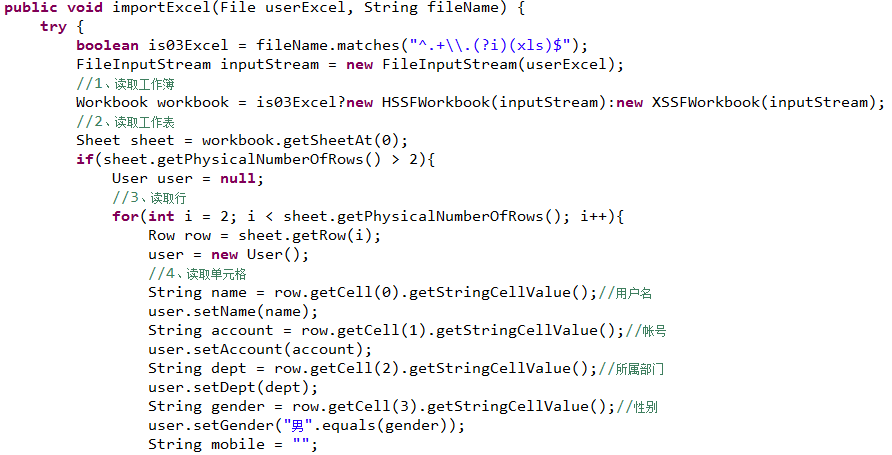 public void importExcel(File userExcel, String fileName) {
try {
boolean is03Excel = fileName.matches("^.+\\.(?i)(xls)$");
FileInputStream inputStream = new FileInputStream(userExcel);
//1、读取工作簿
Workbook workbook = is03Excel?new HSSFWorkbook(inputStream):new XSSFWorkbook(inputStream);
//2、读取工作表
Sheet sheet = workbook.getSheetAt(0);
if(sheet.getPhysicalNumberOfRows() > 2){
User user = null;
//3、读取行
for(int i = 2; i < sheet.getPhysicalNumberOfRows(); i++){
Row row = sheet.getRow(i);
user = new User();
//4、读取单元格
String name = row.getCell(0).getStringCellValue();//用户名
user.setName(name);
String account = row.getCell(1).getStringCellValue();//帐号
user.setAccount(account);
String dept = row.getCell(2).getStringCellValue();//所属部门
user.setDept(dept);
String gender = row.getCell(3).getStringCellValue();//性别
user.setGender("男".equals(gender));
String mobile = "";